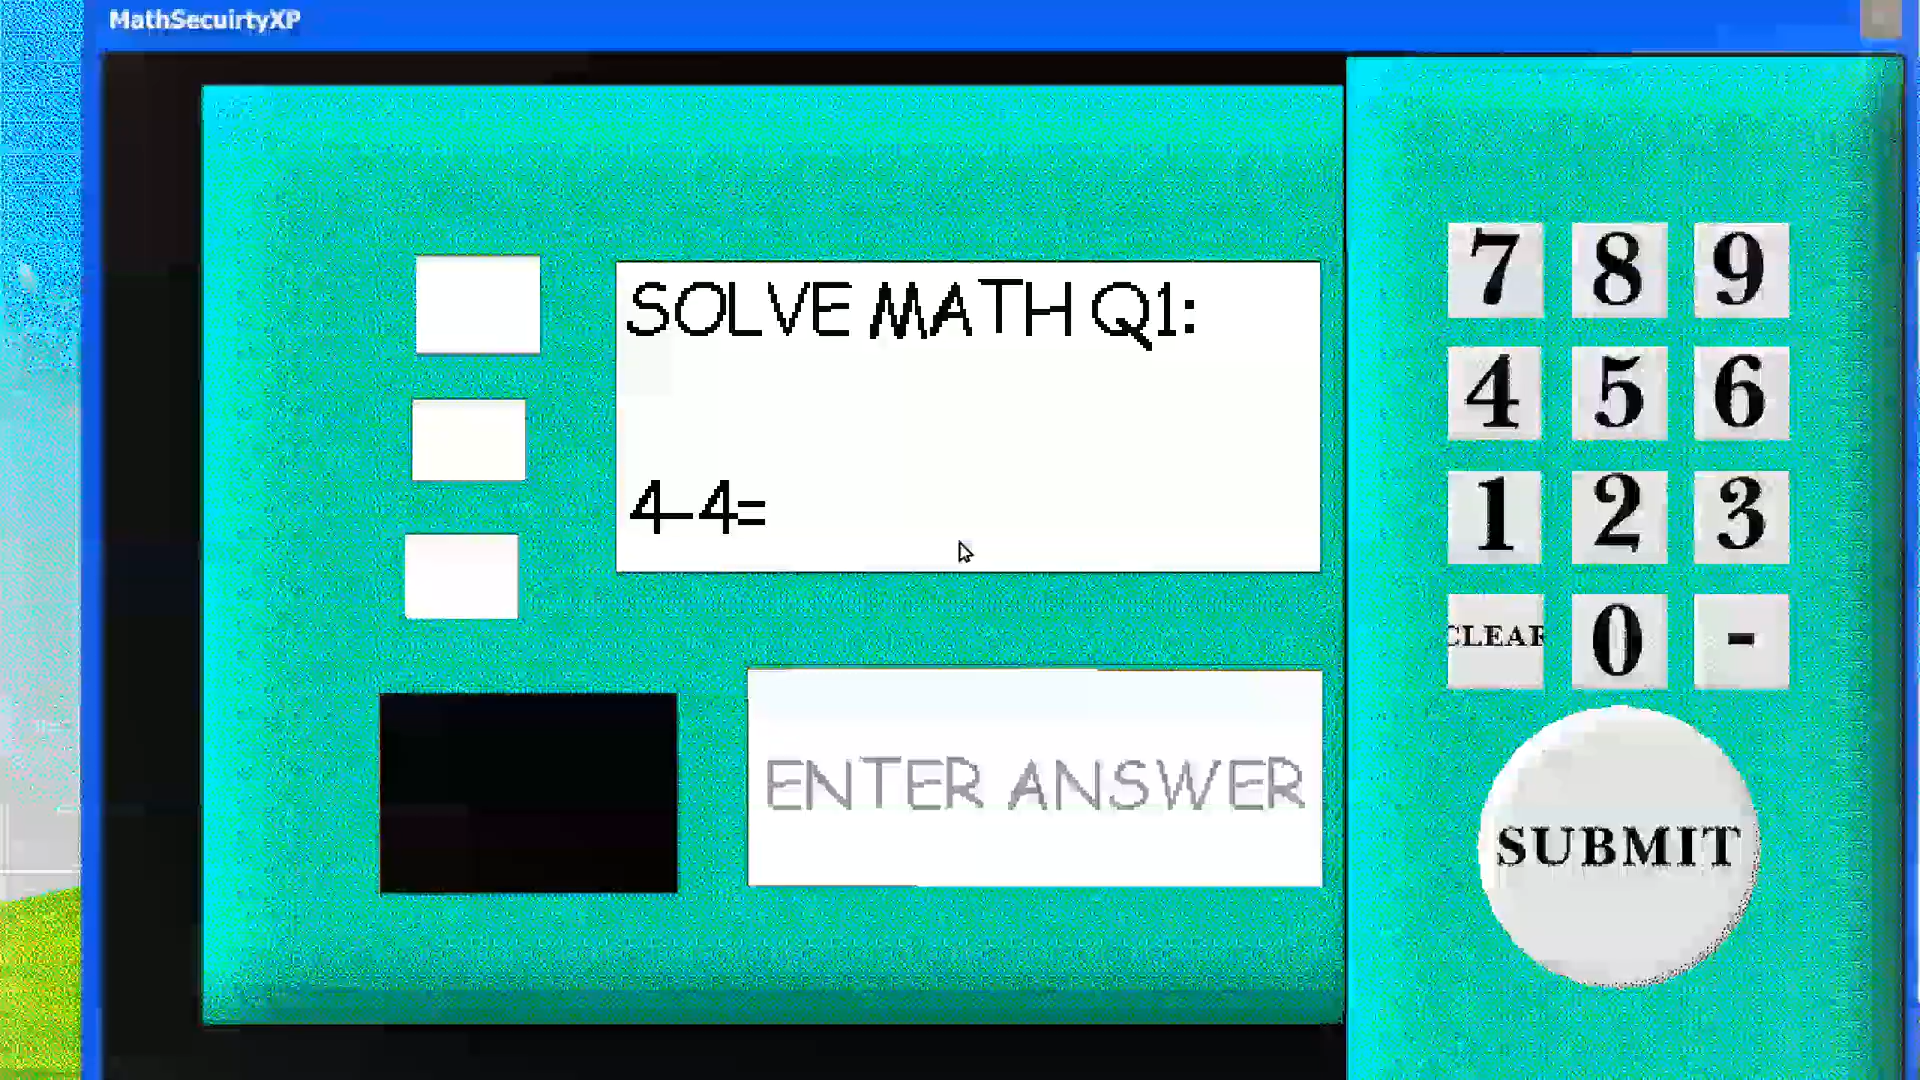 MathSecuirtyXP
SOLVE MATH Q1:
4-4=
ENTER ANSWER
7 8 9
4 5 6
1 2 3
CLEAR 0 -
SUBMIT